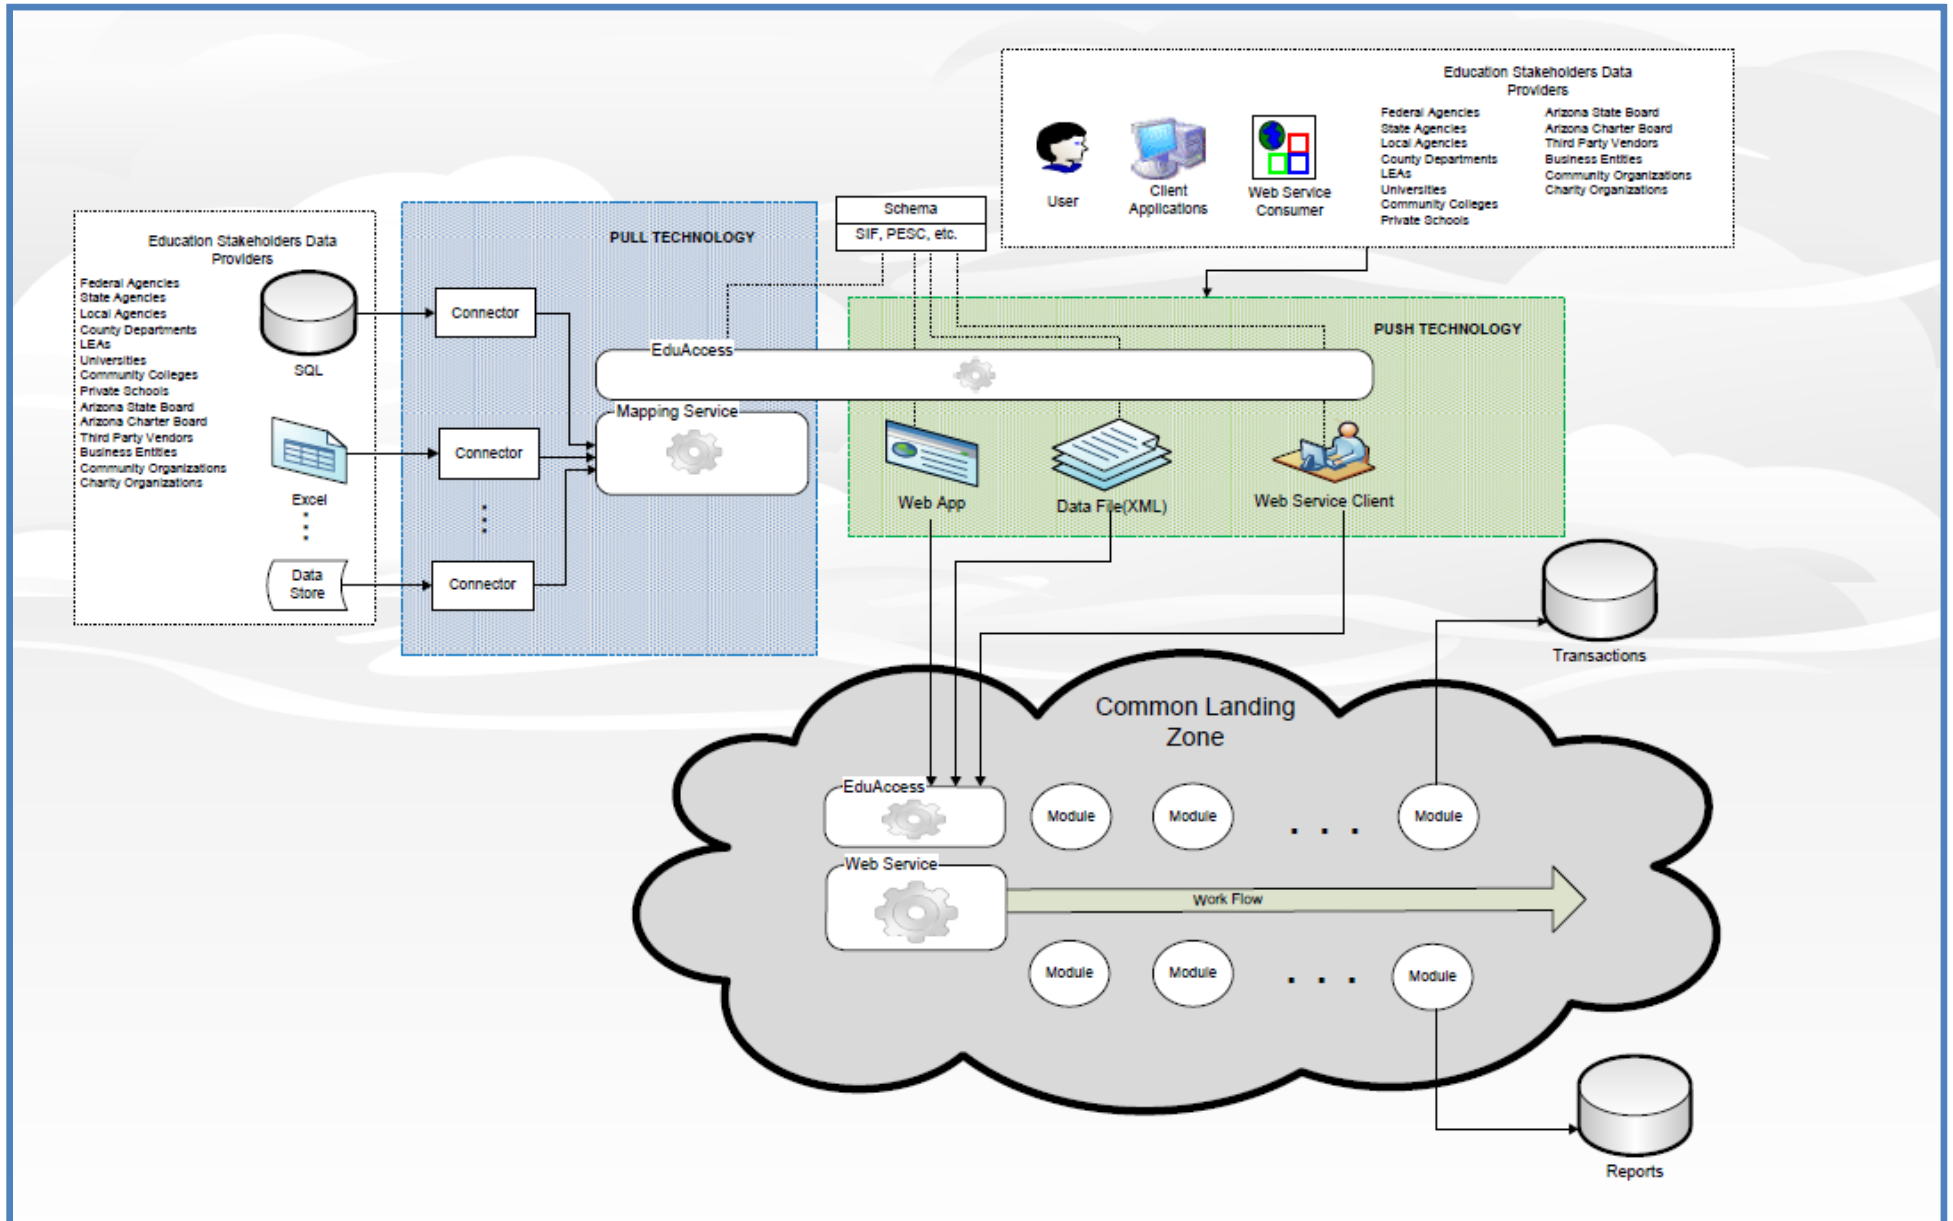 Education Stakeholders Data
Providers
Federal Agencies
State Agencies
Local Agencies
County Departments
LEAs
Universities
Community Colleges
Private Schools
Arizona State Board
Arizona Charter Board
Third Party Vendors
Business Entities
Community Organizations
Charity Organizations
User
Client
Applications
Web Service
Consumer
Education Stakeholders Data
Providers
Federal Agencies
State Agencies
Local Agencies
County Departments
LEAs
Universities
Community Colleges
Private Schools
Arizona State Board
Arizona Charter Board
Third Party Vendors
Business Entities
Community Organizations
Charity Organizations
SQL
Excel
Data
Store
PULL TECHNOLOGY
Connector
Connector
Connector
Schema
SIF, PESC, etc.
EduAccess
Mapping Service
PUSH TECHNOLOGY
Web App
Data File(XML)
Web Service Client
Transactions
Common Landing
Zone
EduAccess
Module
Module
. . .
Module
Web Service
Work Flow
Module
Module
. . .
Module
Reports